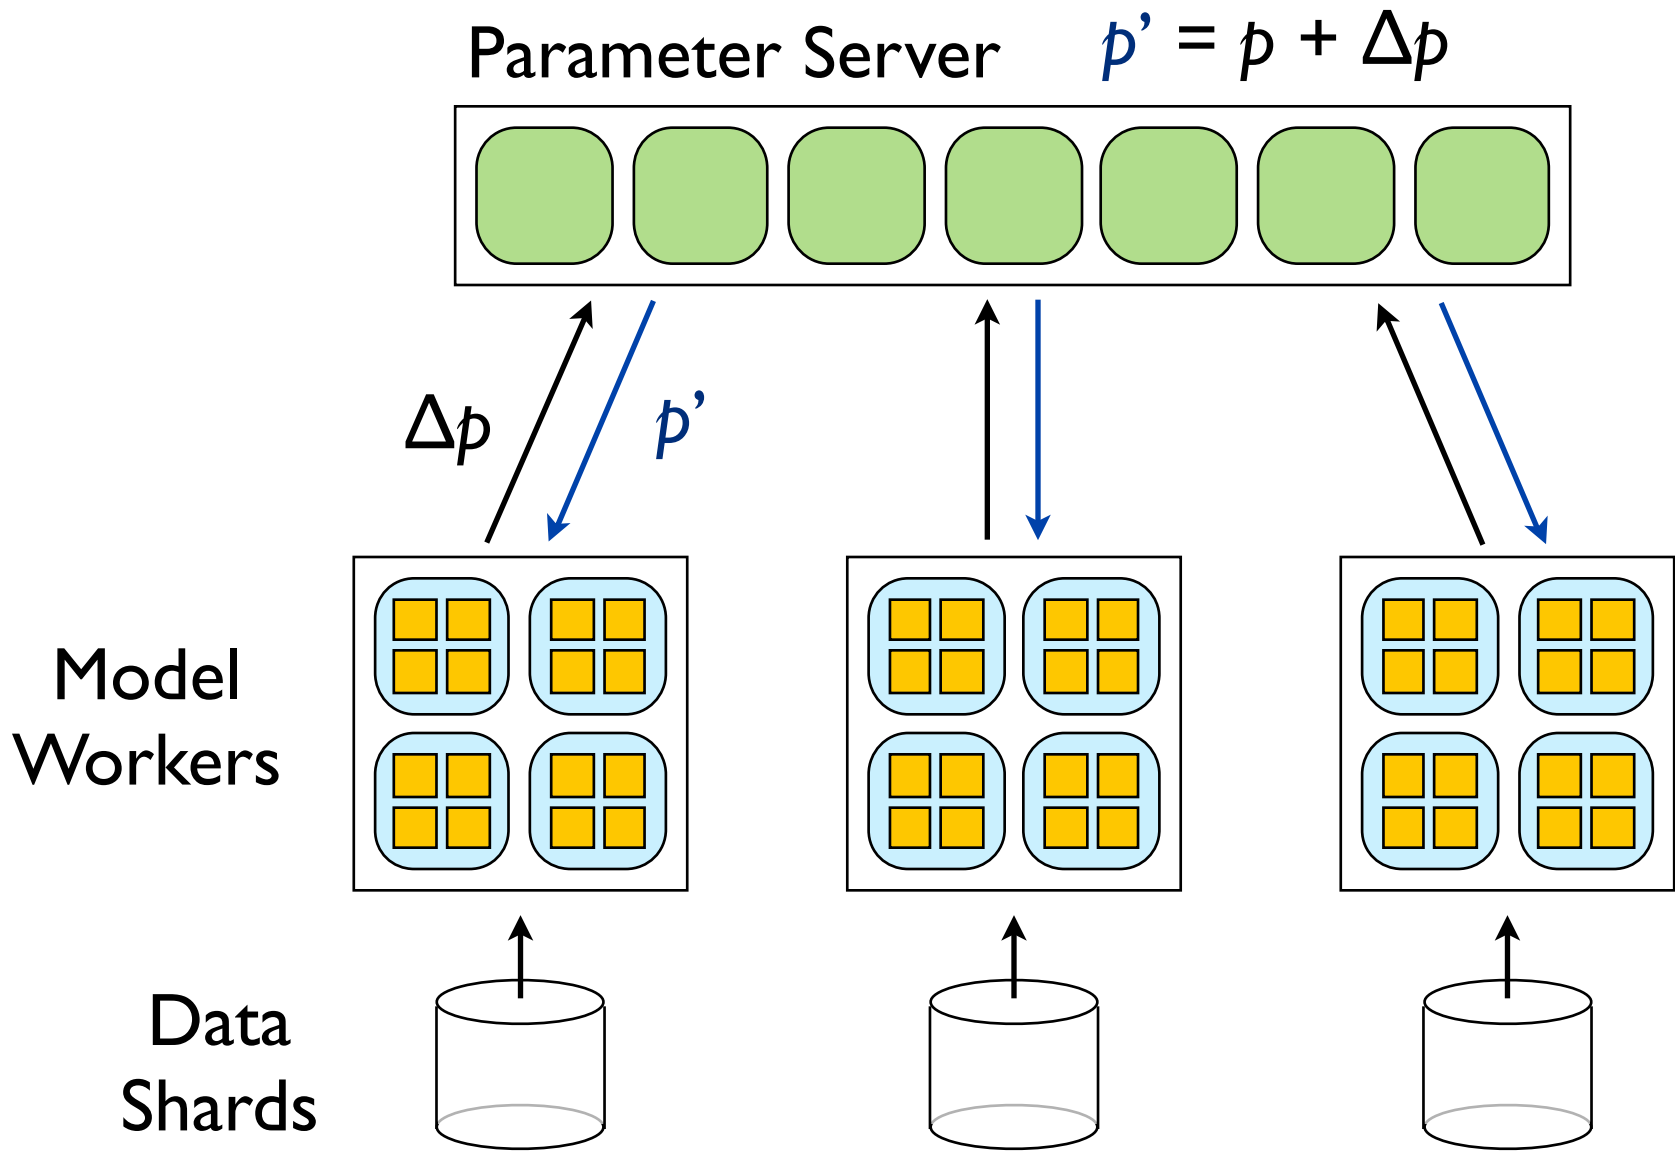 Parameter Server
p’ = p + Δp
Δp
p’
Model
Workers
Data
Shards